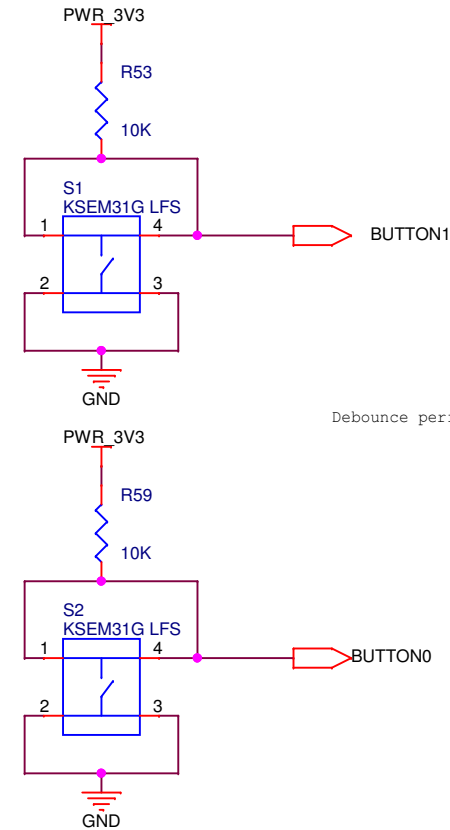 PWR_3V3
R53
10K
S1
KSEM31G LFS
1
4
BUTTON1
2
3
GND
Debounce
PWR_3V3
R59
10K
S2
KSEM31G LFS
1
4
BUTTON0
2
3
GND